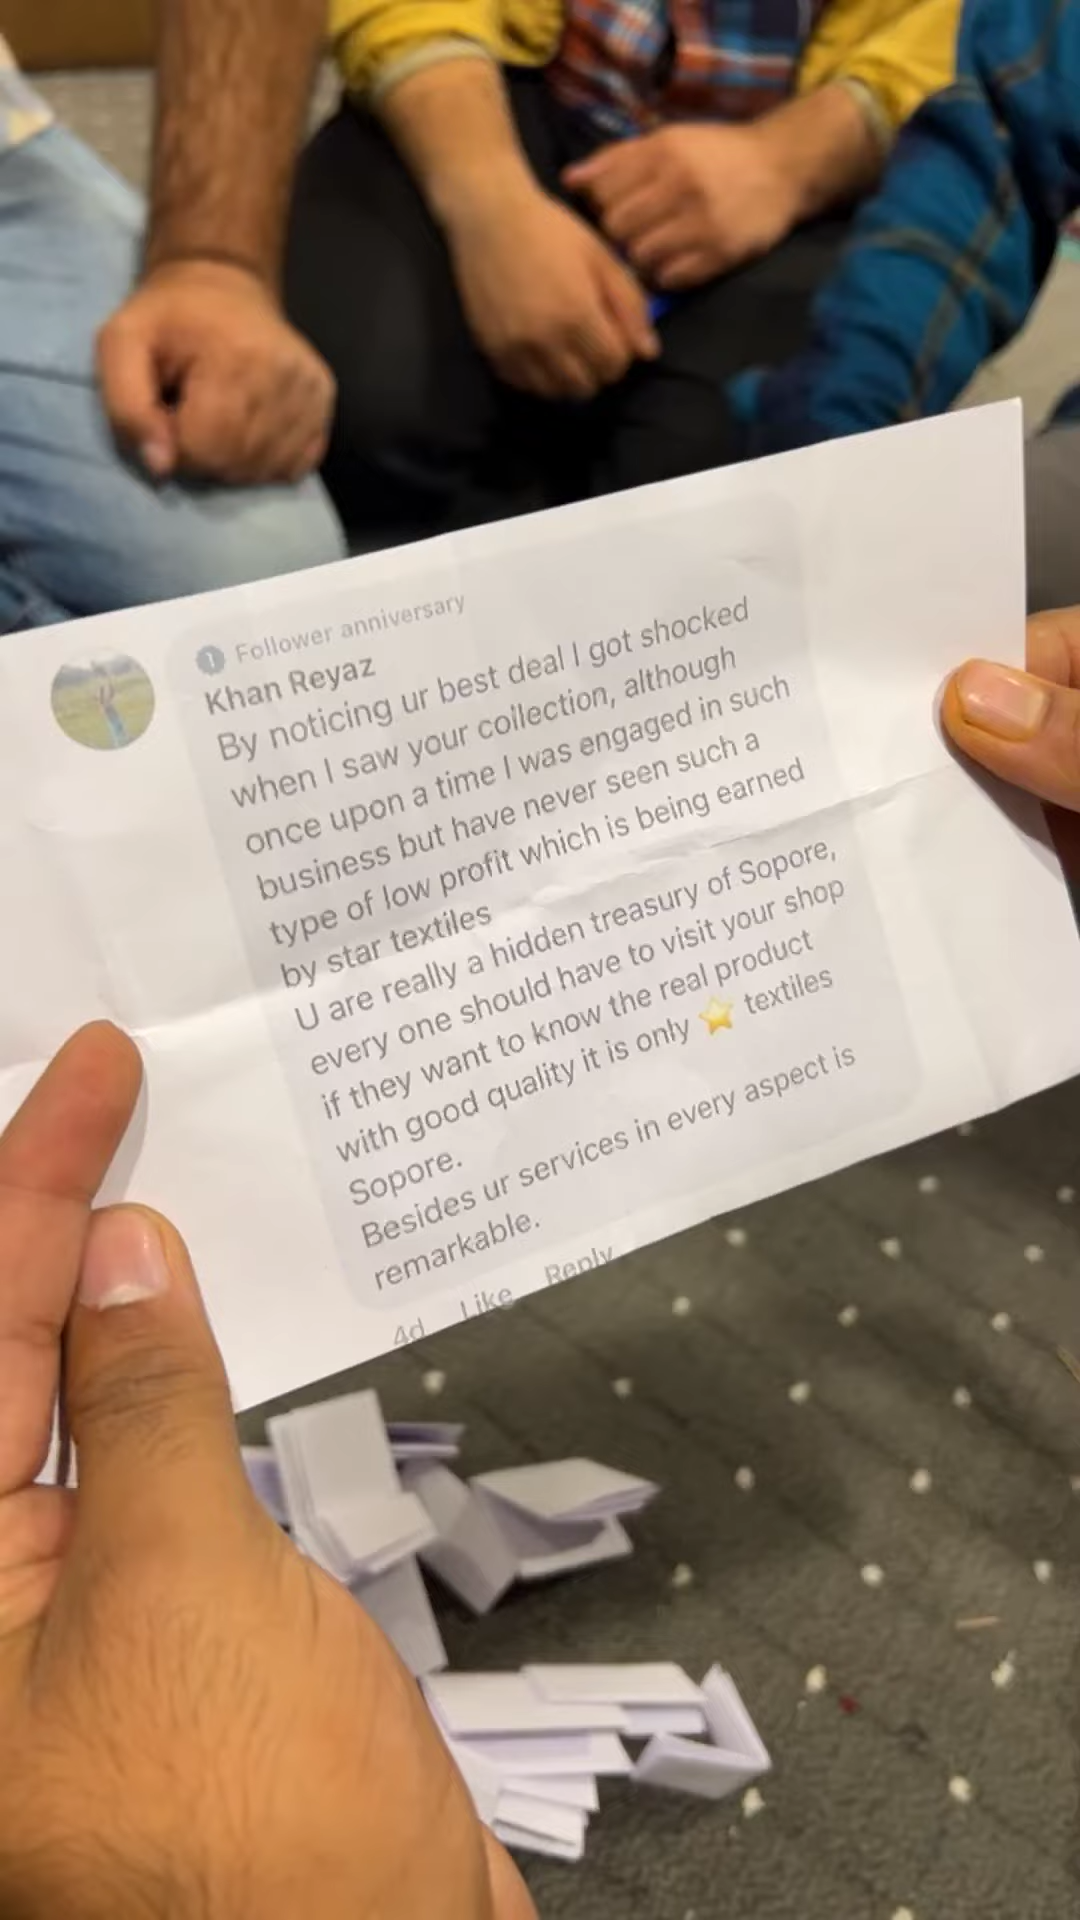 1 Follower anniversary
Khan Reyaz
By noticing ur best deal I got shocked
when I saw your collection, although
once upon a time I was engaged in such
business but have never seen such a
type of low profit which is being earned
by star textiles
U are really a hidden treasury of Sopore,
every one should have to visit your shop
if they want to know the real product
with good quality it is only ⭐ textiles
Sopore.
Besides ur services in every aspect is
remarkable.
4d Like Reply